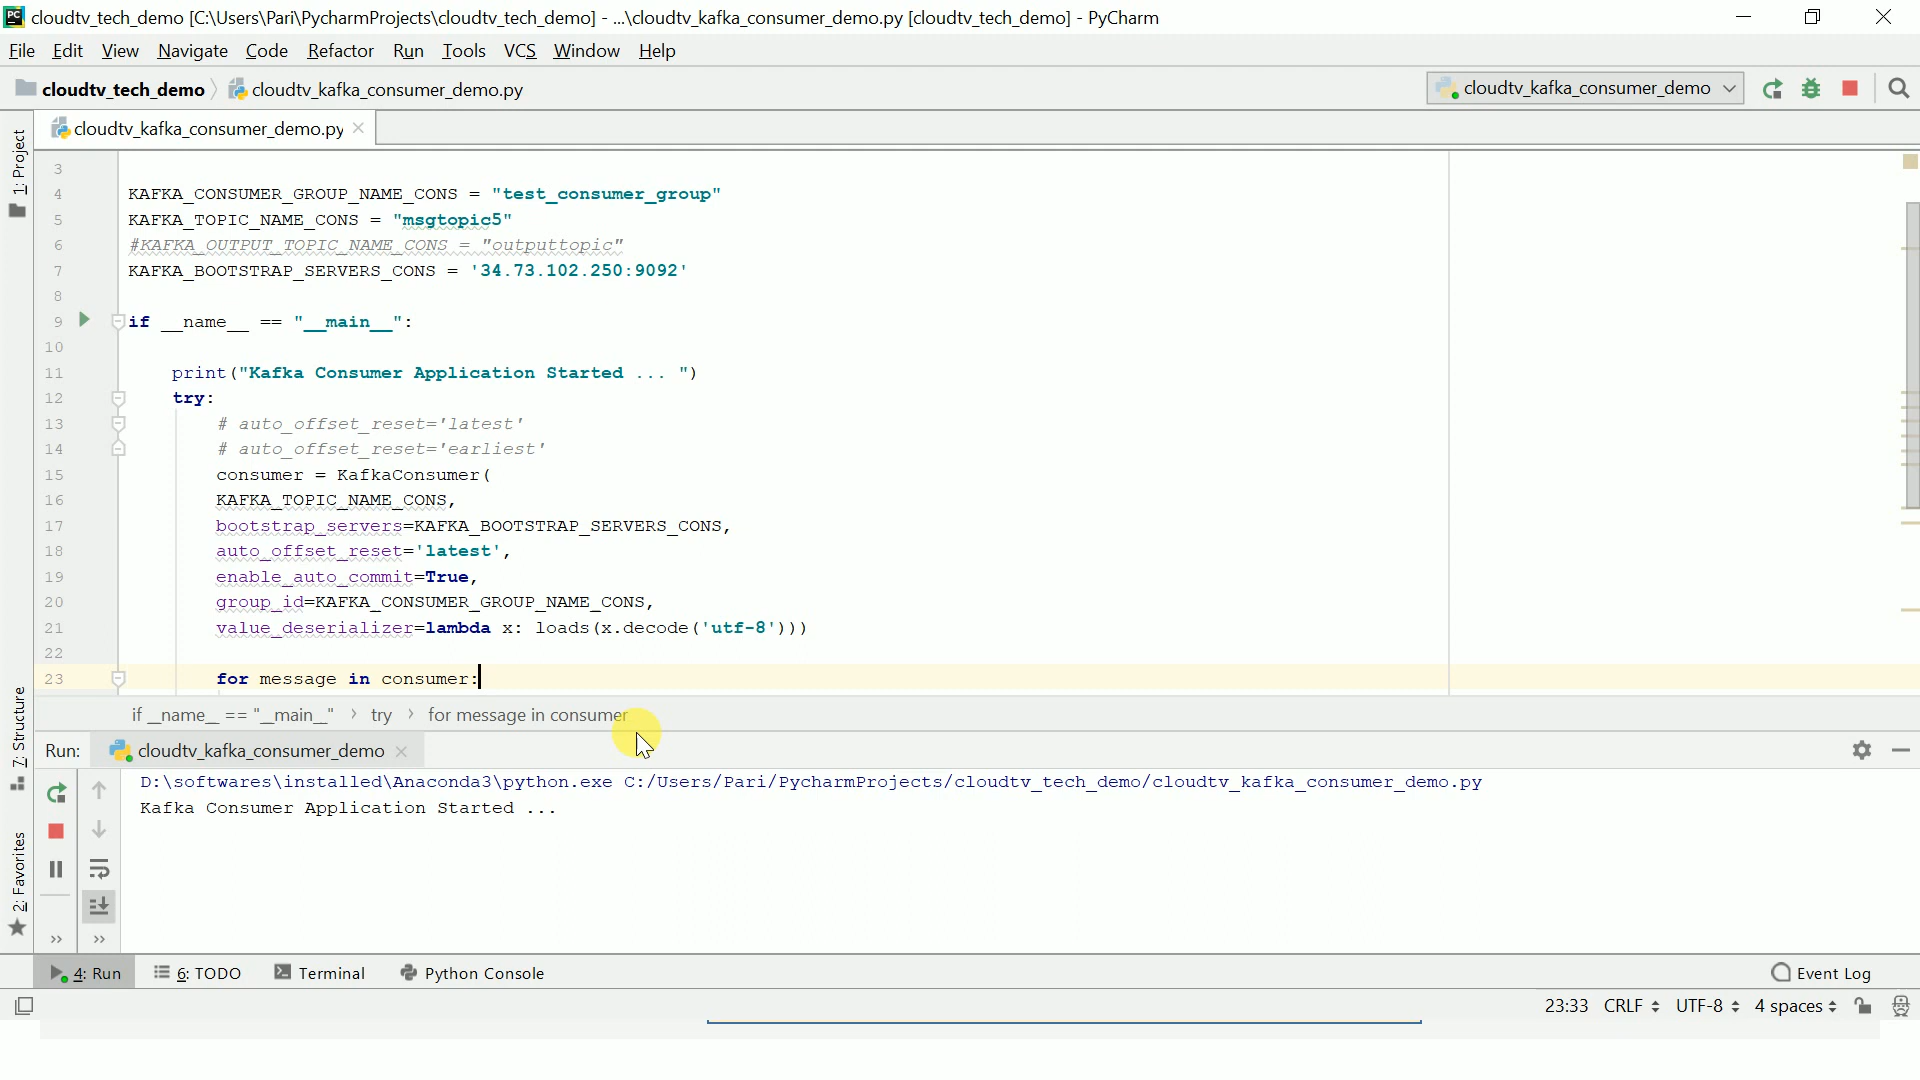 PC cloudtv_tech_demo [C:\Users\Pari\PycharmProjects\cloudtv_tech_demo] - ...\cloudtv_kafka_consumer_demo.py [cloudtv_tech_demo] - PyCharm
File Edit View Navigate Code Refactor Run Tools VCS Window Help
cloudtv_tech_demo cloudtv_kafka_consumer_demo.py cloudtv_kafka_consumer_demo
cloudtv_kafka_consumer_demo.py
1: Project
7: Structure
2: Favorites
3
4 KAFKA_CONSUMER_GROUP_NAME_CONS = "test_consumer_group"
5 KAFKA_TOPIC_NAME_CONS = "msgtopic5"
6 #KAFKA_OUTPUT_TOPIC_NAME_CONS = "outputtopic"
7 KAFKA_BOOTSTRAP_SERVERS_CONS = '34.73.102.250:9092'
8
9 if __name__ == "__main__":
10
11 print("Kafka Consumer Application Started ... ")
12 try:
13 # auto_offset_reset='latest'
14 # auto_offset_reset='earliest'
15 consumer = KafkaConsumer(
16 KAFKA_TOPIC_NAME_CONS,
17 bootstrap_servers=KAFKA_BOOTSTRAP_SERVERS_CONS,
18 auto_offset_reset='latest',
19 enable_auto_commit=True,
20 group_id=KAFKA_CONSUMER_GROUP_NAME_CONS,
21 value_deserializer=lambda x: loads(x.decode('utf-8')))
22
23 for message in consumer:
if __name__ == "__main__" › try › for message in consumer
Run: cloudtv_kafka_consumer_demo
D:\softwares\installed\Anaconda3\python.exe C:/Users/Pari/PycharmProjects/cloudtv_tech_demo/cloudtv_kafka_consumer_demo.py
Kafka Consumer Application Started ...
4: Run 6: TODO Terminal Python Console Event Log
23:33 CRLF UTF-8 4 spaces